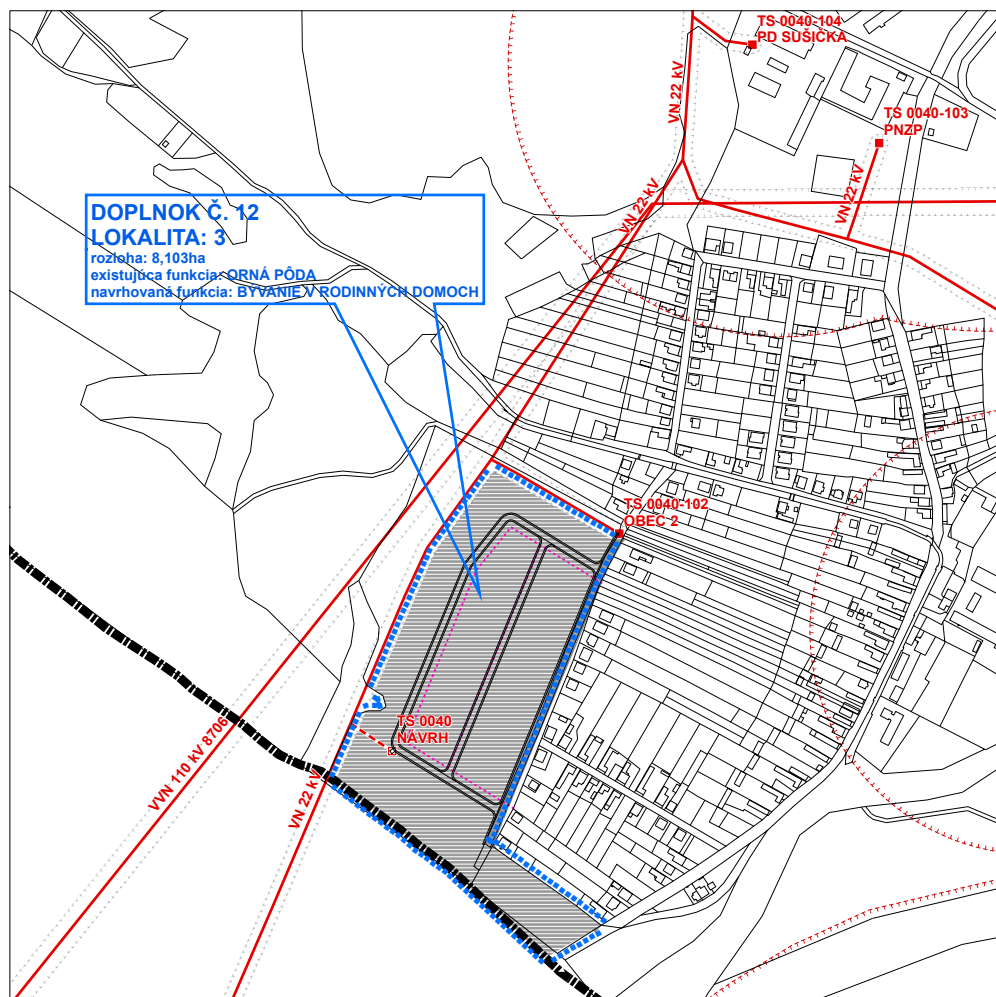 TS 0040-104
PD SUŠIČKA
VN 22 kV
TS 0040-103
PNZP
VN 22 kV
VN 22 kV
DOPLNOK Č. 12
LOKALITA: 3
rozloha: 8,103ha
existujúca funkcia: ORNÁ PÔDA
navrhovaná funkcia: BÝVANIE V RODINNÝCH DOMOCH
TS 0040-102
OBEC 2
TS 0040
NÁVRH
VVN 110 kV 8706
VN 22 kV